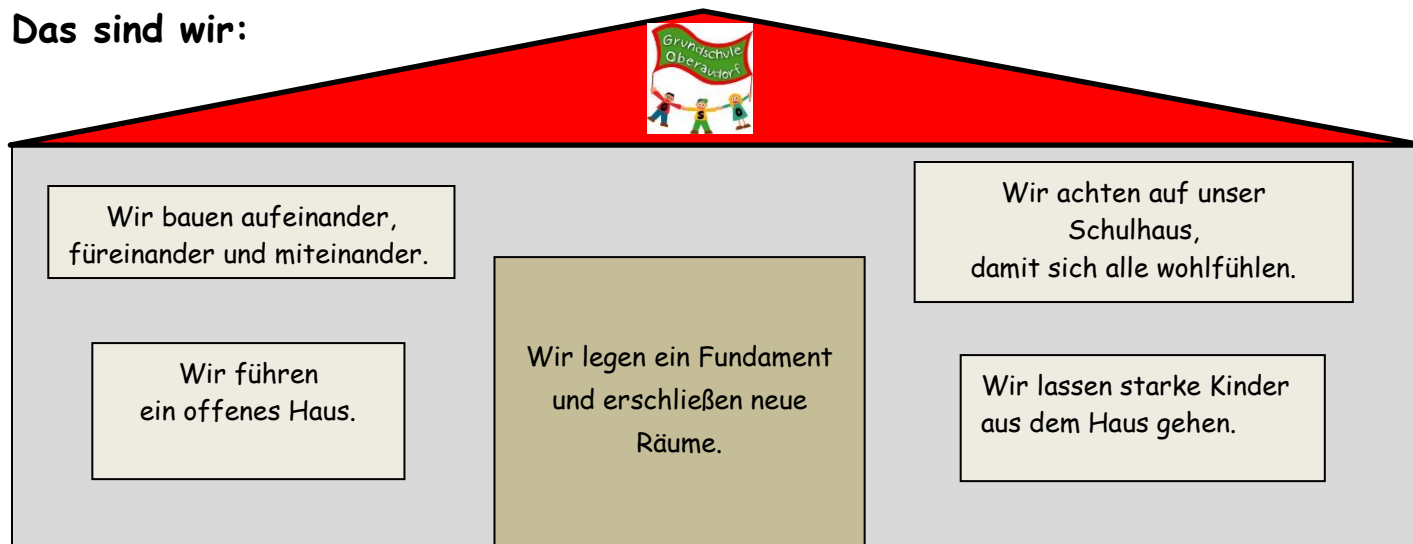 Das sind wir:
Grundschule
Oberaudorf
G S O
Wir bauen aufeinander,
füreinander und miteinander.
Wir achten auf unser
Schulhaus,
damit sich alle wohlfühlen.
Wir führen
ein offenes Haus.
Wir legen ein Fundament
und erschließen neue
Räume.
Wir lassen starke Kinder
aus dem Haus gehen.